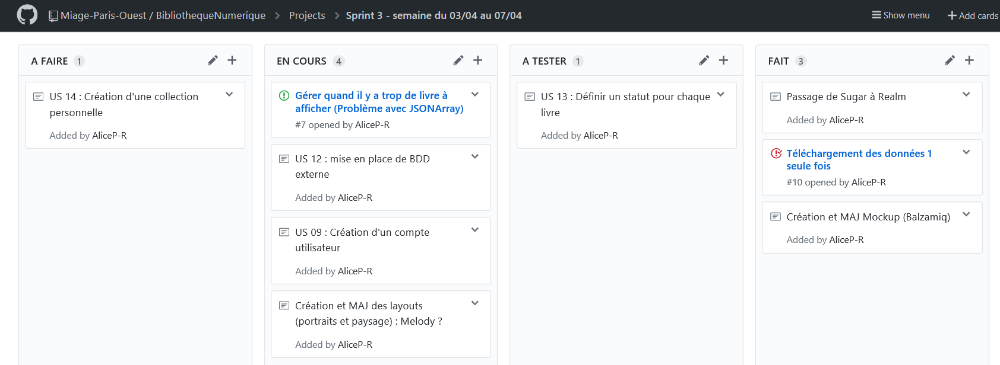 Miage-Paris-Ouest / BibliothequeNumerique > Projects > Sprint 3 - semaine du 03/04 au 07/04
Show menu
Add cards
A FAIRE 1
US 14 : Création d'une collection
personnelle
Added by AliceP-R
EN COURS 4
Gérer quand il y a trop de livre à
afficher (Problème avec JSONArray)
#7 opened by AliceP-R
US 12 : mise en place de BDD
externe
Added by AliceP-R
US 09 : Création d'un compte
utilisateur
Added by AliceP-R
Création et MAJ des layouts
(portraits et paysage) : Melody ?
Added by AliceP-R
A TESTER 1
US 13 : Définir un statut pour chaque
livre
Added by AliceP-R
FAIT 3
Passage de Sugar à Realm
Added by AliceP-R
Téléchargement des données 1
seule fois
#10 opened by AliceP-R
Création et MAJ Mockup (Balzamiq)
Added by AliceP-R